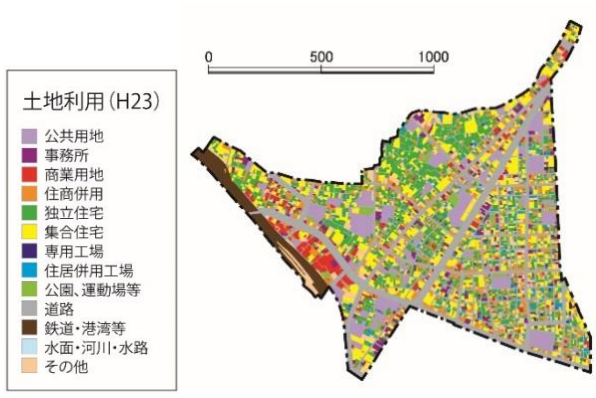 0 500 1000
土地利用(H23)
公共用地
事務所
商業用地
住商併用
独立住宅
集合住宅
専用工場
住居併用工場
公園、運動場等
道路
鉄道・港湾等
水面・河川・水路
その他